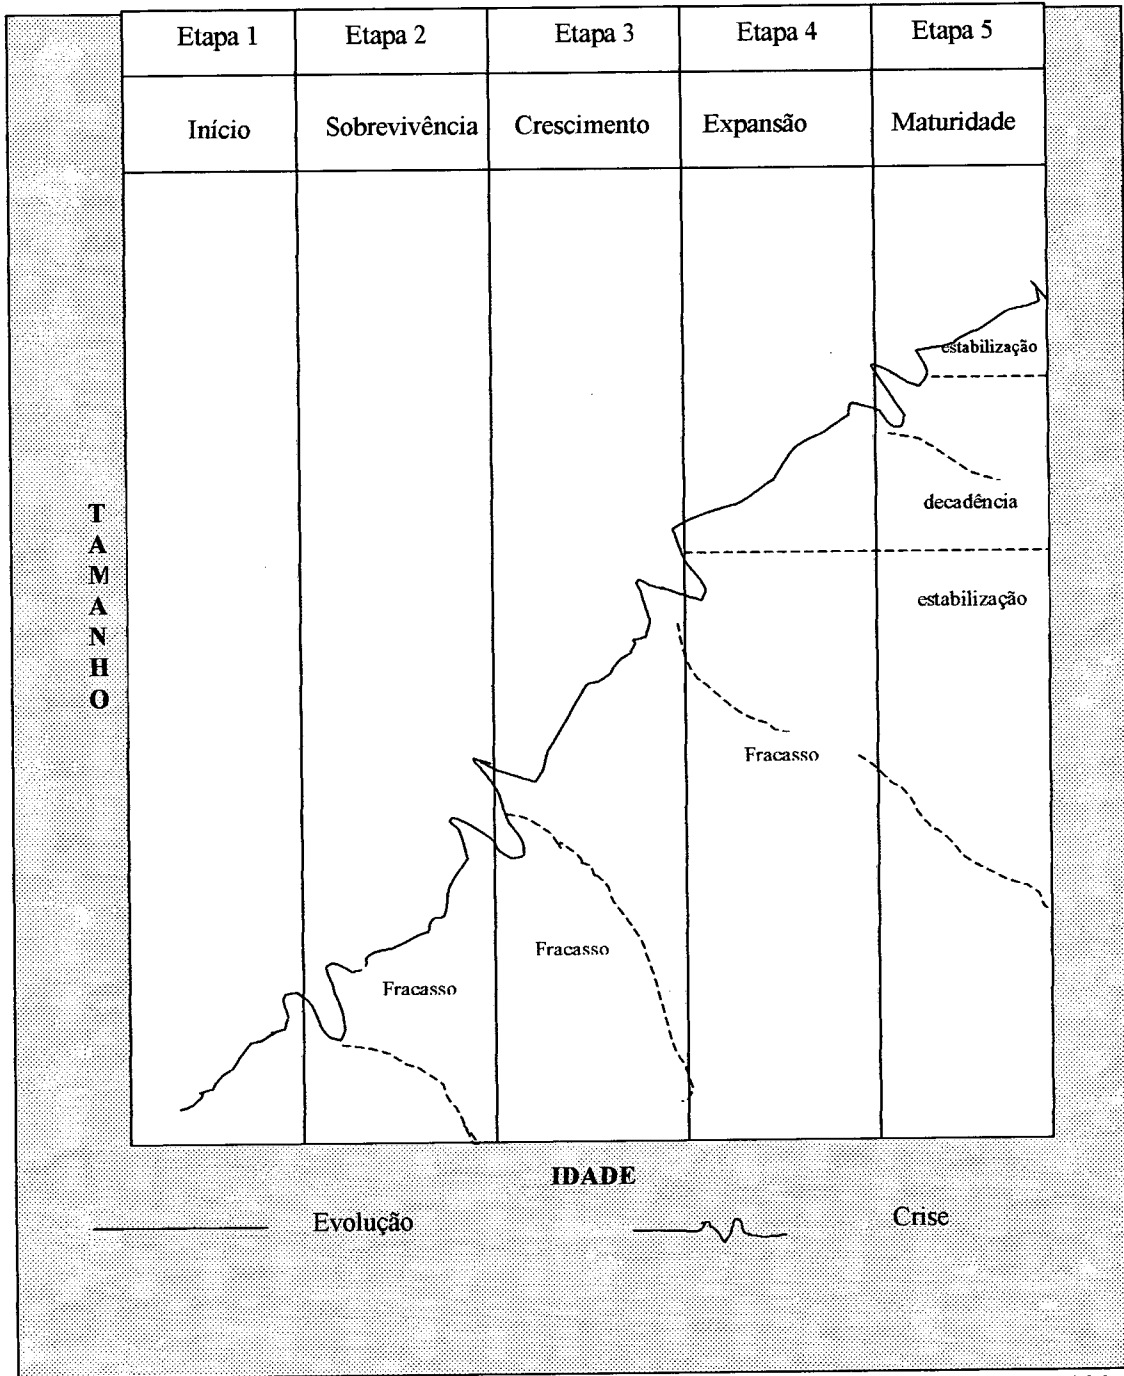 Etapa 1 Etapa 2 Etapa 3 Etapa 4 Etapa 5
Início Sobrevivência Crescimento Expansão Maturidade
estabilização
decadência
estabilização
TAMANHO
Fracasso
Fracasso
Fracasso
IDADE
Evolução Crise